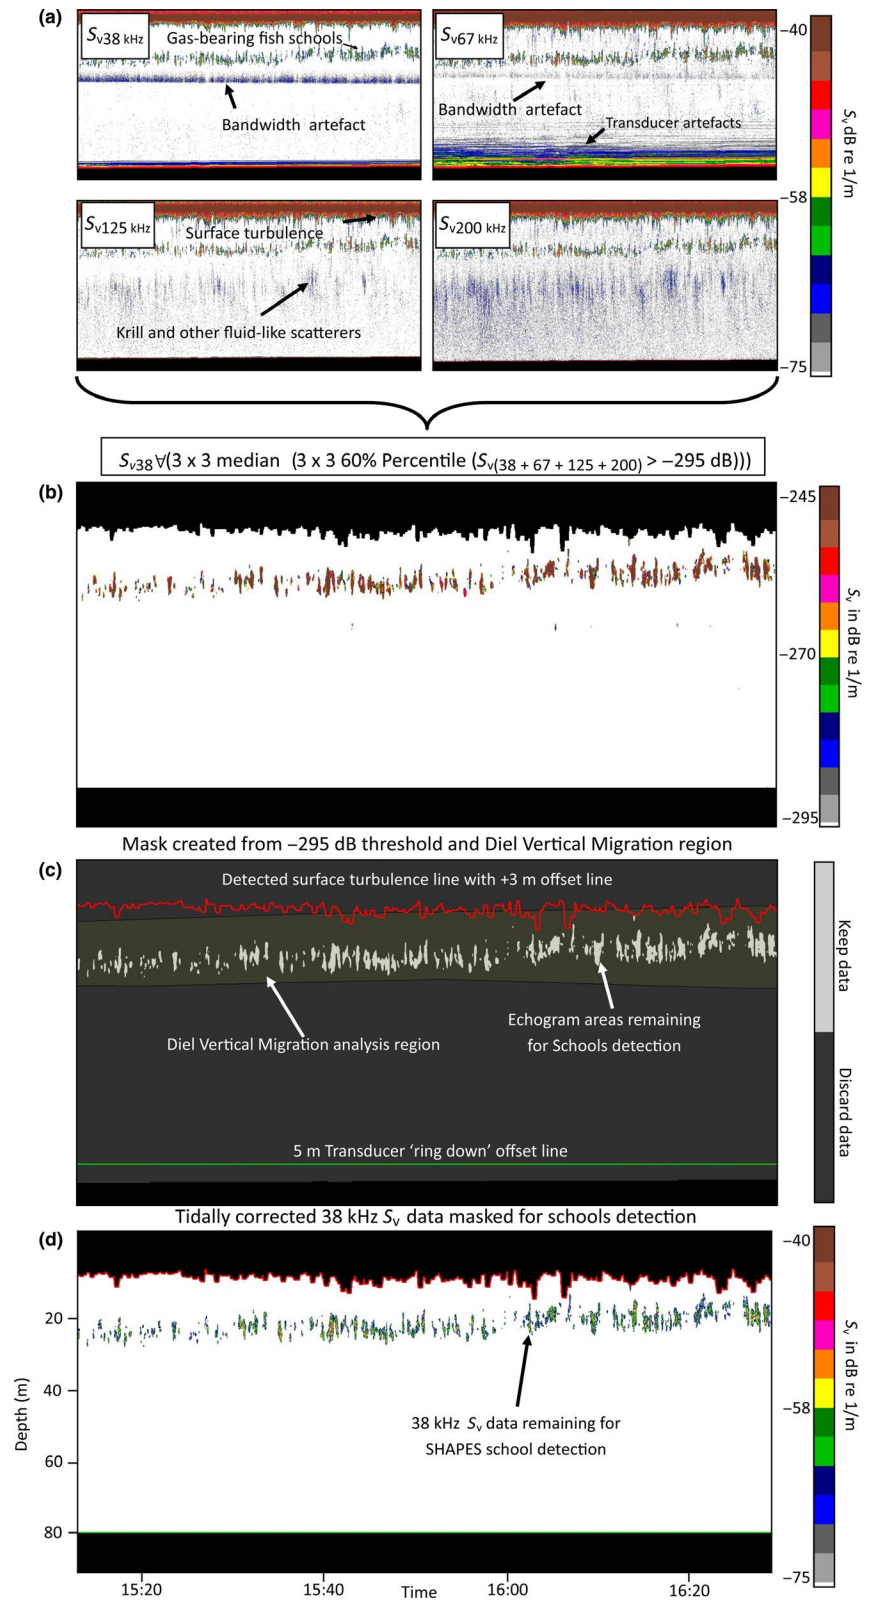 (a)
Sv38 kHz
Gas-bearing fish schools
Bandwidth artefact
Sv67 kHz
Bandwidth artefact
Transducer artefacts
Sv125 kHz
Surface turbulence
Krill and other fluid-like scatterers
Sv200 kHz
−40
−58
−75
Sv dB re 1/m
Sv38∀(3 x 3 median (3 x 3 60% Percentile (Sv(38 + 67 + 125 + 200) > −295 dB)))
(b)
−245
−270
−295
Sv in dB re 1/m
Mask created from −295 dB threshold and Diel Vertical Migration region
(c)
Detected surface turbulence line with +3 m offset line
Diel Vertical Migration analysis region
Echogram areas remaining
for Schools detection
5 m Transducer ‘ring down’ offset line
Keep data
Discard data
Tidally corrected 38 kHz Sv data masked for schools detection
(d)
38 kHz Sv data remaining for
SHAPES school detection
Depth (m)
20
40
60
80
15:20
15:40
Time
16:00
16:20
−40
−58
−75
Sv in dB re 1/m